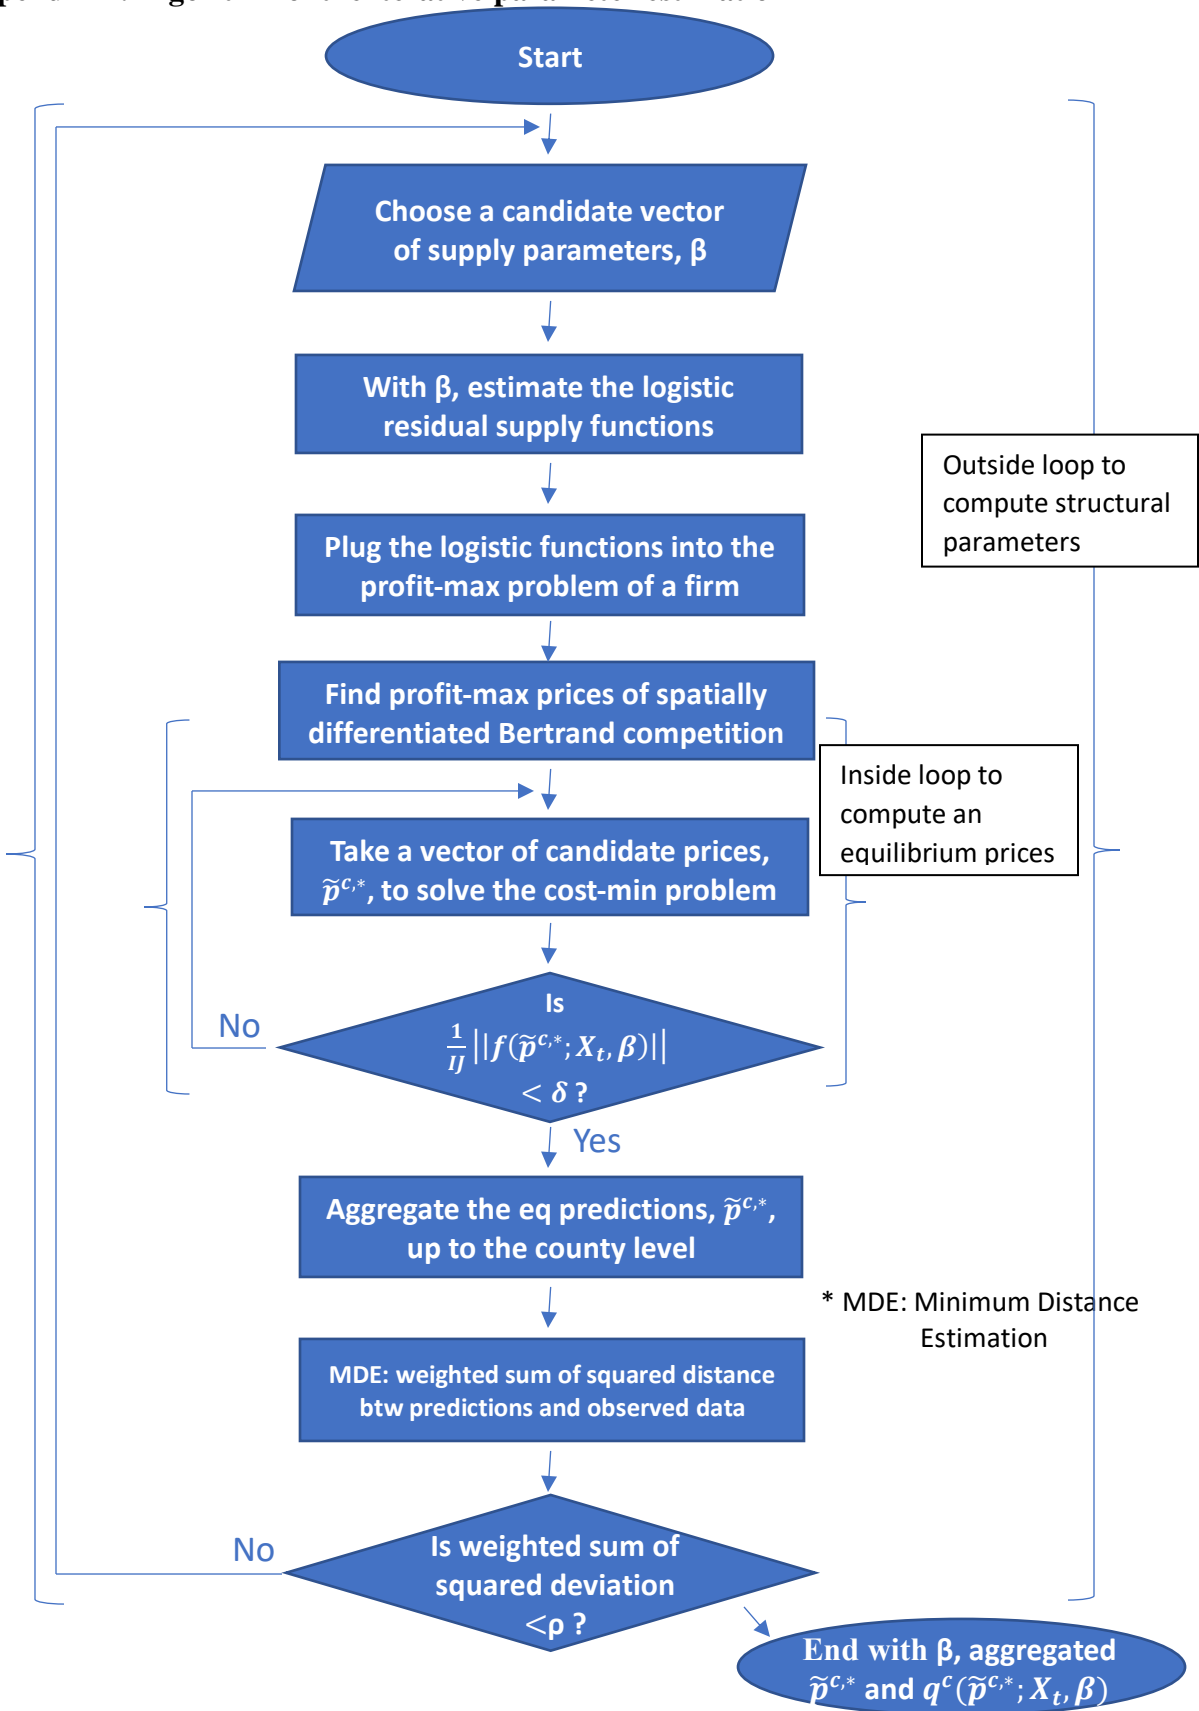 Start
Choose a candidate vector
of supply parameters, β
With β, estimate the logistic
residual supply functions
Outside loop to
compute structural
parameters
Plug the logistic functions into the
profit-max problem of a firm
Find profit-max prices of spatially
differentiated Bertrand competition
Inside loop to
compute an
equilibrium prices
Take a vector of candidate prices,
p̃^{c,*}, to solve the cost-min problem
Is
1/IJ ||f(p̃^{c,*}; X_t, β)||
< δ ?
No
Yes
Aggregate the eq predictions, p̃^{c,*},
up to the county level
* MDE: Minimum Distance
Estimation
MDE: weighted sum of squared distance
btw predictions and observed data
No
Is weighted sum of
squared deviation
<ρ ?
End with β, aggregated
p̃^{c,*} and q^c(p̃^{c,*}; X_t, β)